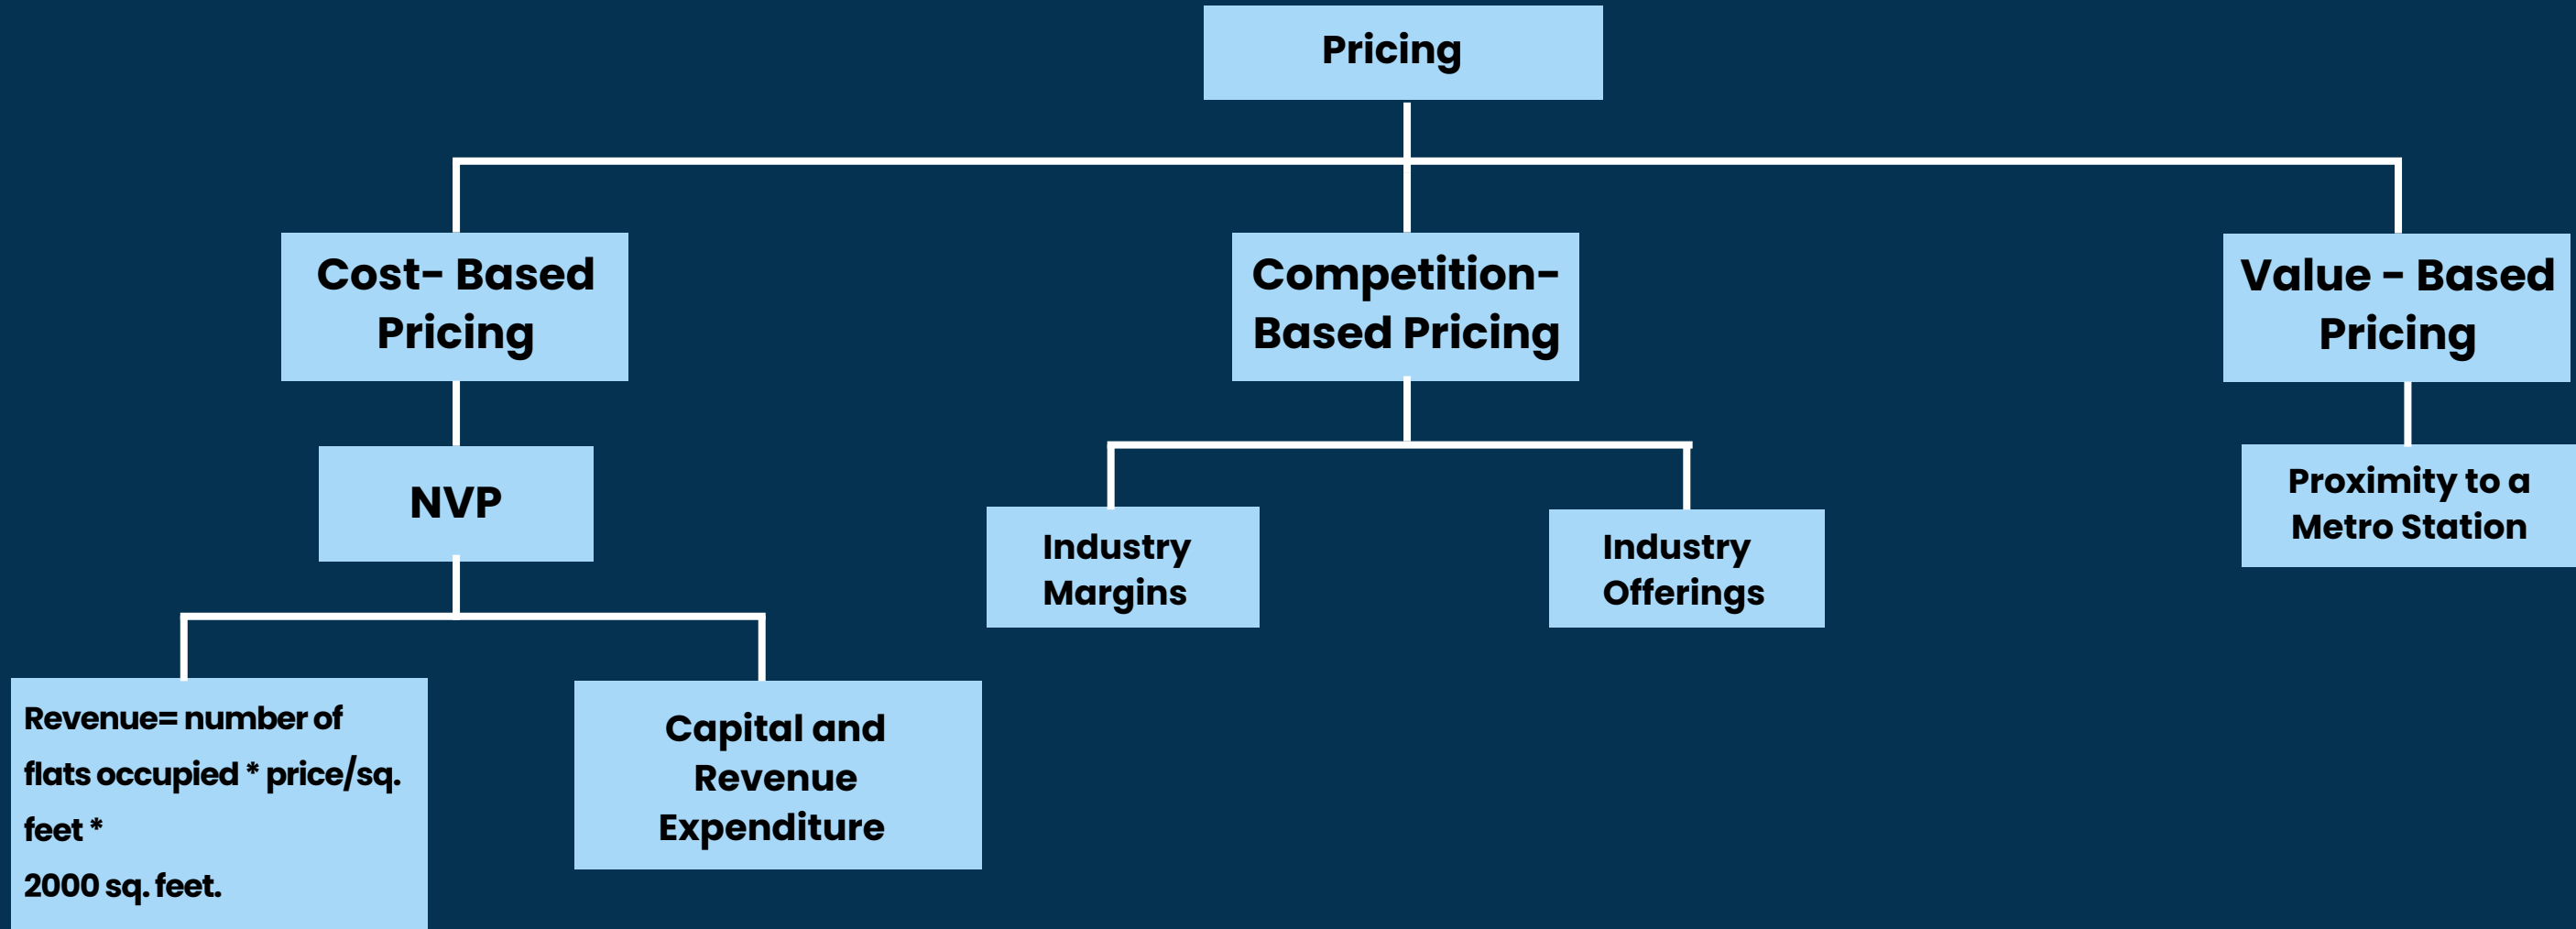 Pricing
Cost- Based
Pricing
Competition-
Based Pricing
Value - Based
Pricing
NVP
Industry
Margins
Industry
Offerings
Proximity to a
Metro Station
Revenue= number of
flats occupied * price/sq.
feet *
2000 sq. feet.
Capital and
Revenue
Expenditure